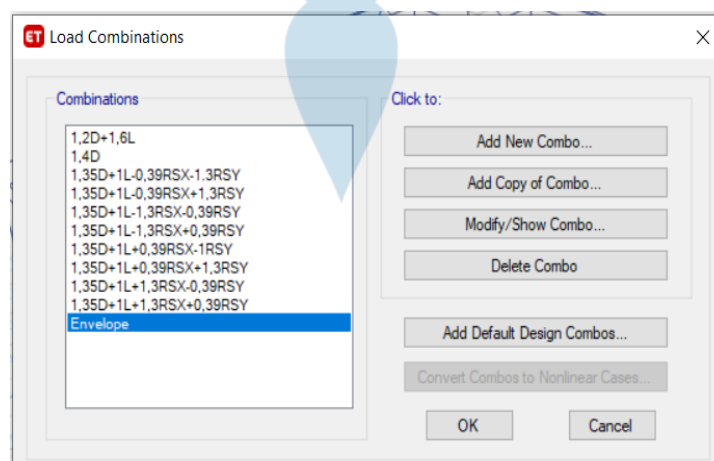 ET Load Combinations
Combinations
1,2D+1,6L
1,4D
1,35D+1L-0,39RSX-1.3RSY
1,35D+1L-0,39RSX+1,3RSY
1,35D+1L-1,3RSX-0,39RSY
1,35D+1L-1,3RSX+0,39RSY
1,35D+1L+0,39RSX-1RSY
1,35D+1L+0,39RSX+1,3RSY
1,35D+1L+1,3RSX-0,39RSY
1,35D+1L+1,3RSX+0,39RSY
Envelope
Click to:
Add New Combo...
Add Copy of Combo...
Modify/Show Combo...
Delete Combo
Add Default Design Combos...
Convert Combos to Nonlinear Cases...
OK
Cancel